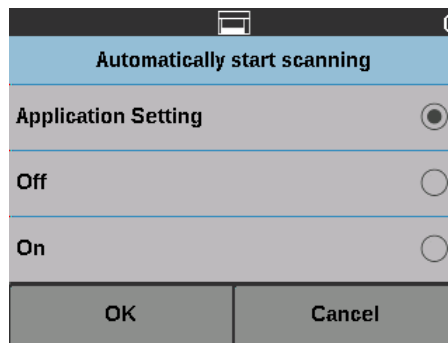 Automatically start scanning
Application Setting
Off
On
OK
Cancel